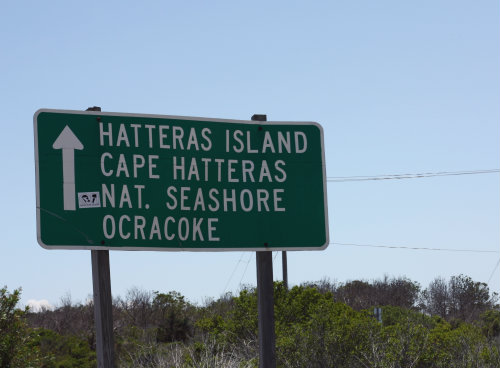 HATTERAS ISLAND
CAPE HATTERAS
NAT. SEASHORE
OCRACOKE